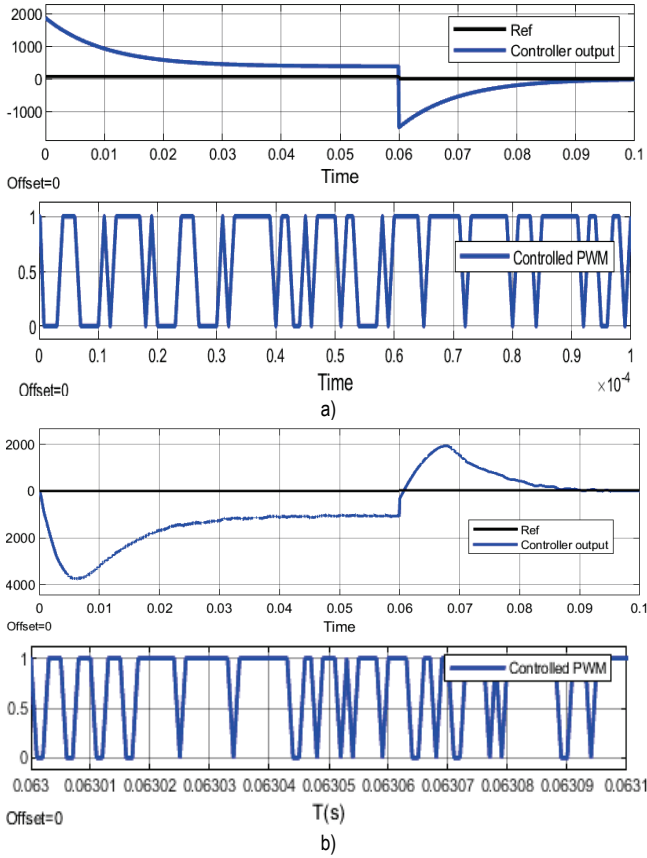 2000
1000
0
-1000
Ref
Controller output
0 0.01 0.02 0.03 0.04 0.05 0.06 0.07 0.08 0.09 0.1
Time
Offset=0
1
0.5
0
Controlled PWM
0 0.1 0.2 0.3 0.4 0.5 0.6 0.7 0.8 0.9 1
Time
×10⁻⁴
Offset=0
a)
2000
0
2000
4000
Ref
Controller output
0 0.01 0.02 0.03 0.04 0.05 0.06 0.07 0.08 0.09 0.1
Time
Offset=0
1
0.5
0
Controlled PWM
0.063 0.06301 0.06302 0.06303 0.06304 0.06305 0.06306 0.06307 0.06308 0.06309 0.0631
T(s)
Offset=0
b)